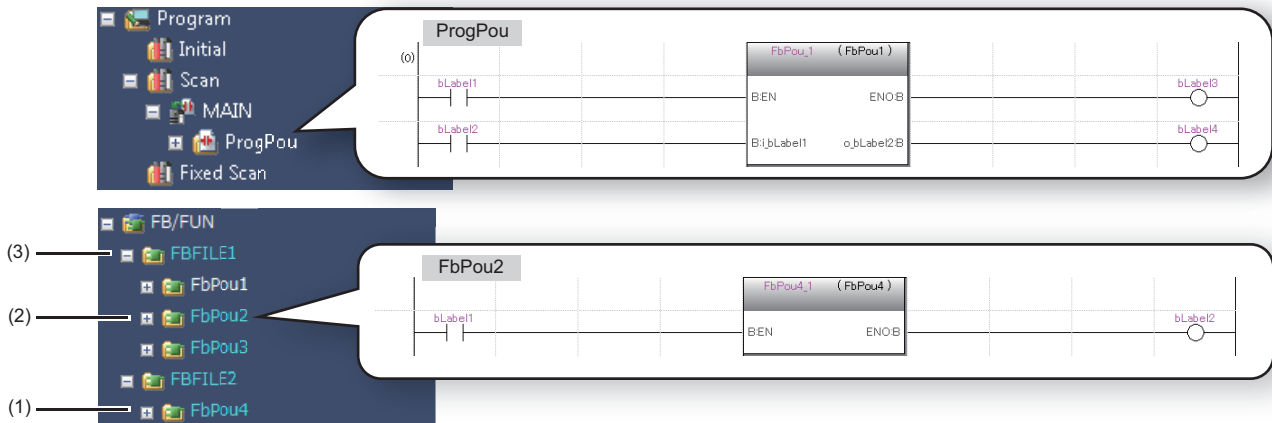 Program
Initial
Scan
MAIN
ProgPou
Fixed Scan
ProgPou
(0)
FbPou_1 (FbPou1)
bLabel1
B:EN ENO:B
bLabel3
bLabel2
B:i_bLabel1 o_bLabel2:B
bLabel4
FB/FUN
(3)
FBFILE1
FbPou1
(2)
FbPou2
FbPou3
FBFILE2
(1)
FbPou4
FbPou2
FbPou4_1 (FbPou4)
bLabel1
B:EN ENO:B
bLabel2